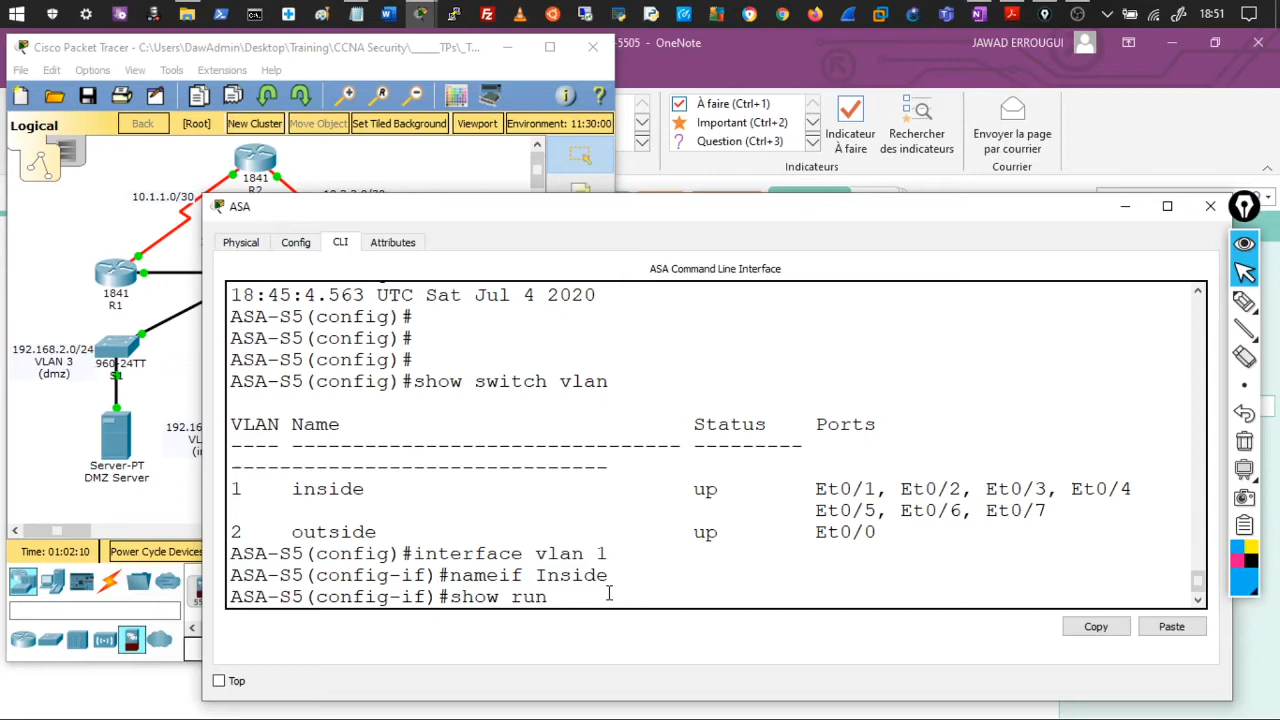 18:51
Cisco Packet Tracer - C:\Users\DawAdmin\Desktop\Training\CCNA Security\_____TPs\_T...
-5505 - OneNote
JAWAD ERROUGUI
File Edit Options View Tools Extensions Help
Logical Back [Root] New Cluster Move Object Set Tiled Background Viewport Environment: 11:30:00
À faire (Ctrl+1)
Important (Ctrl+2)
Question (Ctrl+3)
Indicateur
À faire
Rechercher
des indicateurs
Indicateurs
Envoyer la page
par courrier
Courrier
1841
R2
10.1.1.0/30
1841
R1
192.168.2.0/24
VLAN 3
(dmz)
960-24TT
S1
192.16
VL
(in
Server-PT
DMZ Server
Time: 01:02:10 Power Cycle Devices
ASA
Physical Config CLI Attributes
ASA Command Line Interface
18:45:4.563 UTC Sat Jul 4 2020
ASA-S5(config)#
ASA-S5(config)#
ASA-S5(config)#
ASA-S5(config)#show switch vlan
VLAN Name Status Ports
---- -------------------------------- ---------
-------------------------------
1 inside up Et0/1, Et0/2, Et0/3, Et0/4
Et0/5, Et0/6, Et0/7
2 outside up Et0/0
ASA-S5(config)#interface vlan 1
ASA-S5(config-if)#nameif Inside
ASA-S5(config-if)#show run
Copy Paste
Top